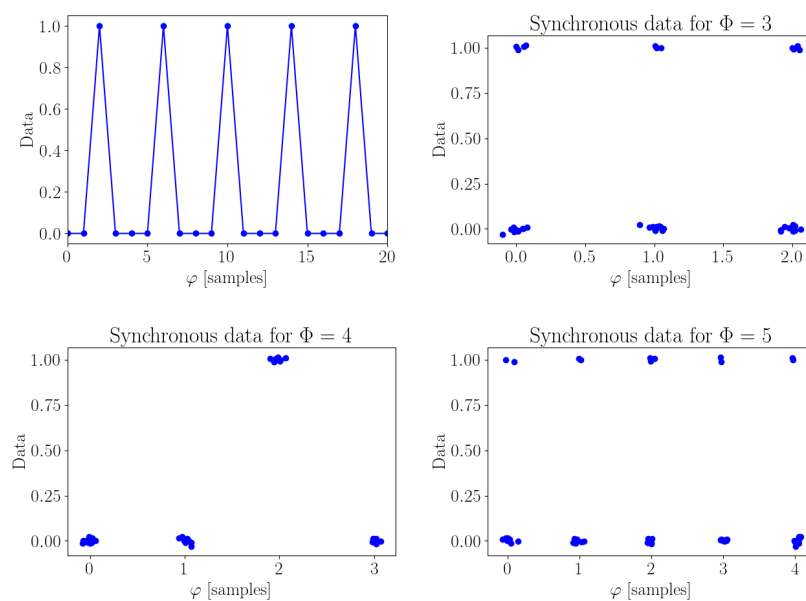 1.0
0.8
0.6
0.4
0.2
0.0
Data
0 5 10 15 20
φ [samples]
Synchronous data for Φ = 3
1.00
0.75
0.50
0.25
0.00
Data
0.0 0.5 1.0 1.5 2.0
φ [samples]
Synchronous data for Φ = 4
1.00
0.75
0.50
0.25
0.00
Data
0 1 2 3
φ [samples]
Synchronous data for Φ = 5
1.00
0.75
0.50
0.25
0.00
Data
0 1 2 3 4
φ [samples]